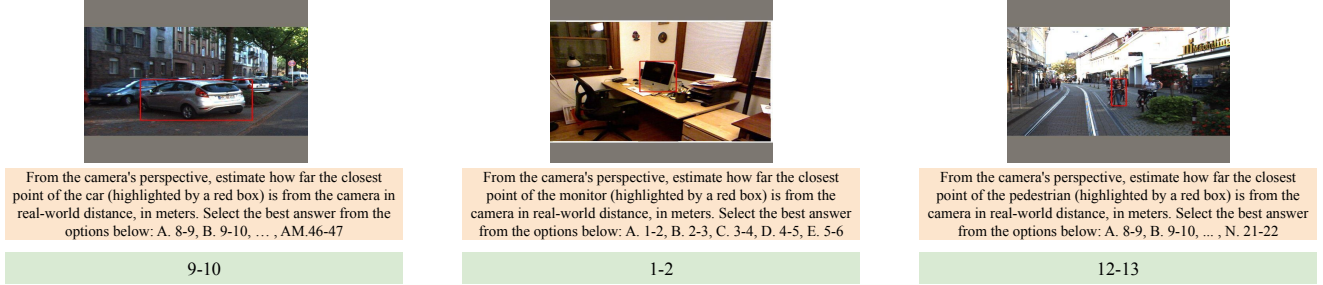 From the camera's perspective, estimate how far the closest
point of the car (highlighted by a red box) is from the camera in
real-world distance, in meters. Select the best answer from the
options below: A. 8-9, B. 9-10, … , AM.46-47
9-10
From the camera's perspective, estimate how far the closest
point of the monitor (highlighted by a red box) is from the
camera in real-world distance, in meters. Select the best answer
from the options below: A. 1-2, B. 2-3, C. 3-4, D. 4-5, E. 5-6
1-2
From the camera's perspective, estimate how far the closest
point of the pedestrian (highlighted by a red box) is from the
camera in real-world distance, in meters. Select the best answer
from the options below: A. 8-9, B. 9-10, ... , N. 21-22
12-13